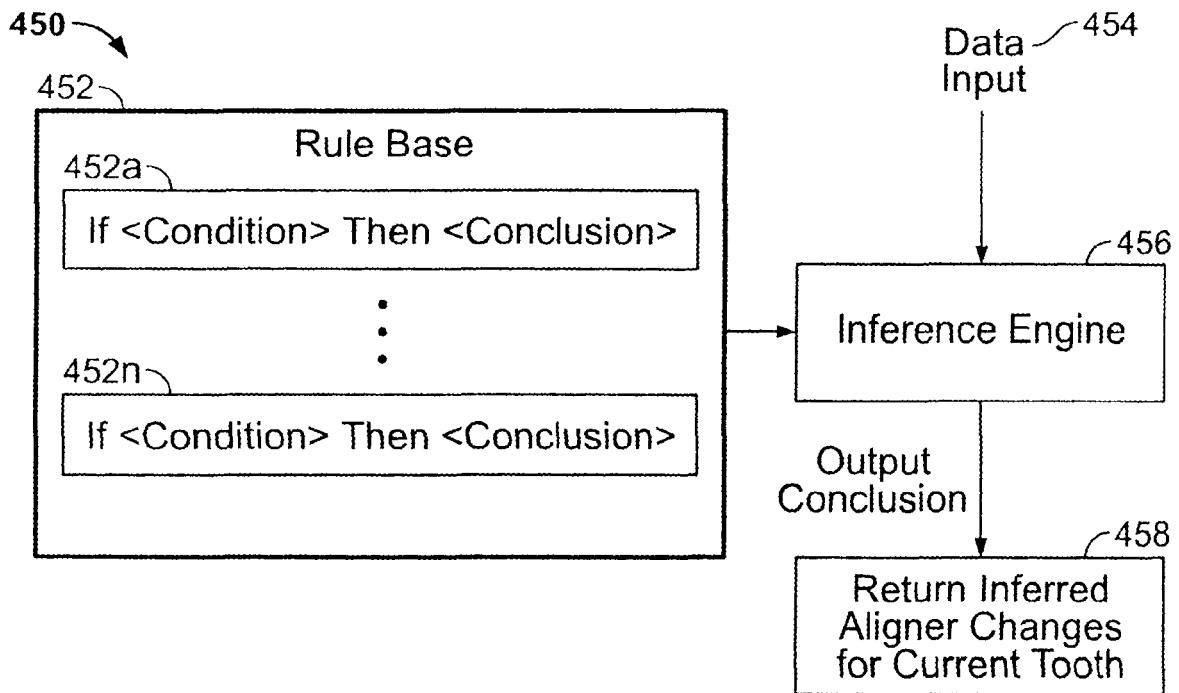 450
452
Rule Base
452a
If <Condition> Then <Conclusion>
452n
If <Condition> Then <Conclusion>
454
Data
Input
456
Inference Engine
Output
Conclusion
458
Return Inferred
Aligner Changes
for Current Tooth